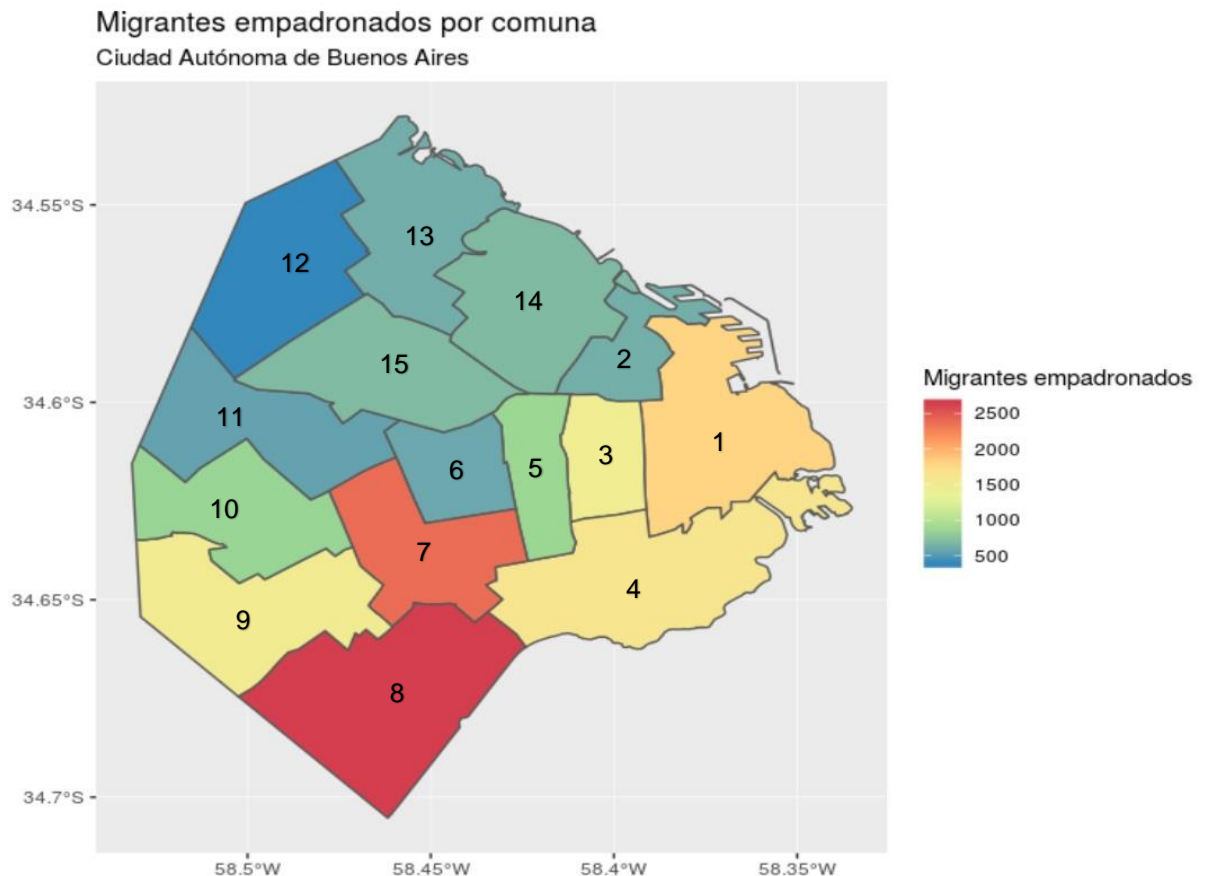 Migrantes empadronados por comuna
Ciudad Autónoma de Buenos Aires
34.55°S
34.6°S
34.65°S
34.7°S
12
13
14
2
15
11
1
3
5
6
10
7
4
9
8
58.5°W
58.45°W
58.4°W
58.35°W
Migrantes empadronados
2500
2000
1500
1000
500